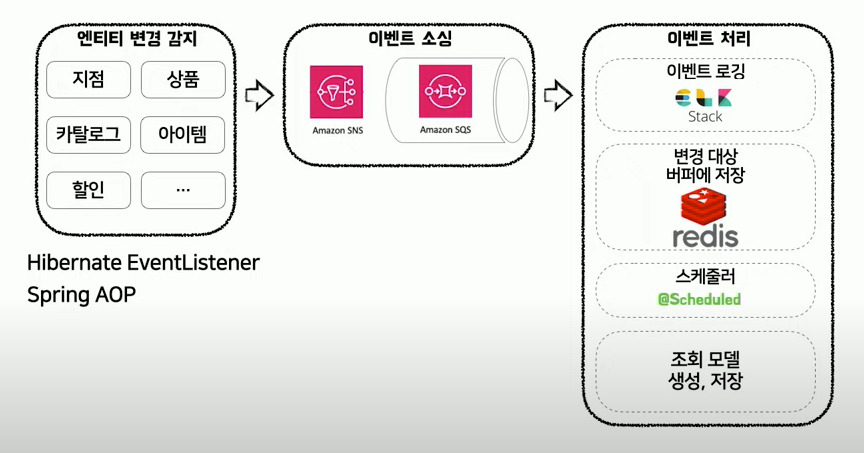 엔티티 변경 감지
지점
상품
카탈로그
아이템
할인
...
Hibernate EventListener
Spring AOP
이벤트 소싱
Amazon SNS
Amazon SQS
이벤트 처리
이벤트 로깅
ELK
Stack
변경 대상
버퍼에 저장
redis
스케줄러
@Scheduled
조회 모델
생성, 저장